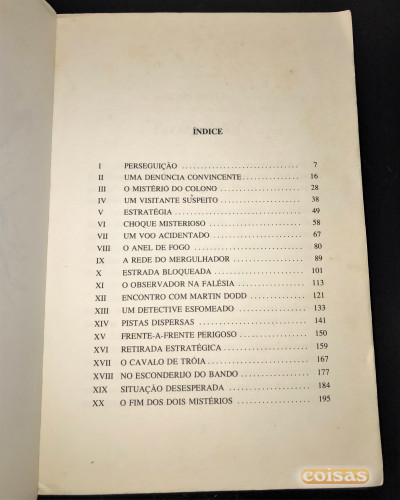 ÍNDICE
I PERSEGUIÇÃO ................................ 7
II UMA DENÚNCIA CONVINCENTE ................ 16
III O MISTÉRIO DO COLONO ..................... 28
IV UM VISITANTE SUSPEITO ..................... 38
V ESTRATÉGIA ................................. 49
VI CHOQUE MISTERIOSO ........................ 58
VII UM VOO ACIDENTADO ....................... 67
VIII O ANEL DE FOGO ........................... 80
IX A REDE DO MERGULHADOR ................... 89
X ESTRADA BLOQUEADA ........................ 101
XI O OBSERVADOR NA FALÉSIA .................. 113
XII ENCONTRO COM MARTIN DODD ............... 121
XIII UM DETECTIVE ESFOMEADO ................. 133
XIV PISTAS DISPERSAS ........................... 141
XV FRENTE-A-FRENTE PERIGOSO ................ 150
XVI RETIRADA ESTRATÉGICA .................... 159
XVII O CAVALO DE TRÓIA ........................ 167
XVIII NO ESCONDERIJO DO BANDO ................ 177
XIX SITUAÇÃO DESESPERADA .................... 184
XX O FIM DOS DOIS MISTÉRIOS .................. 195
coisas